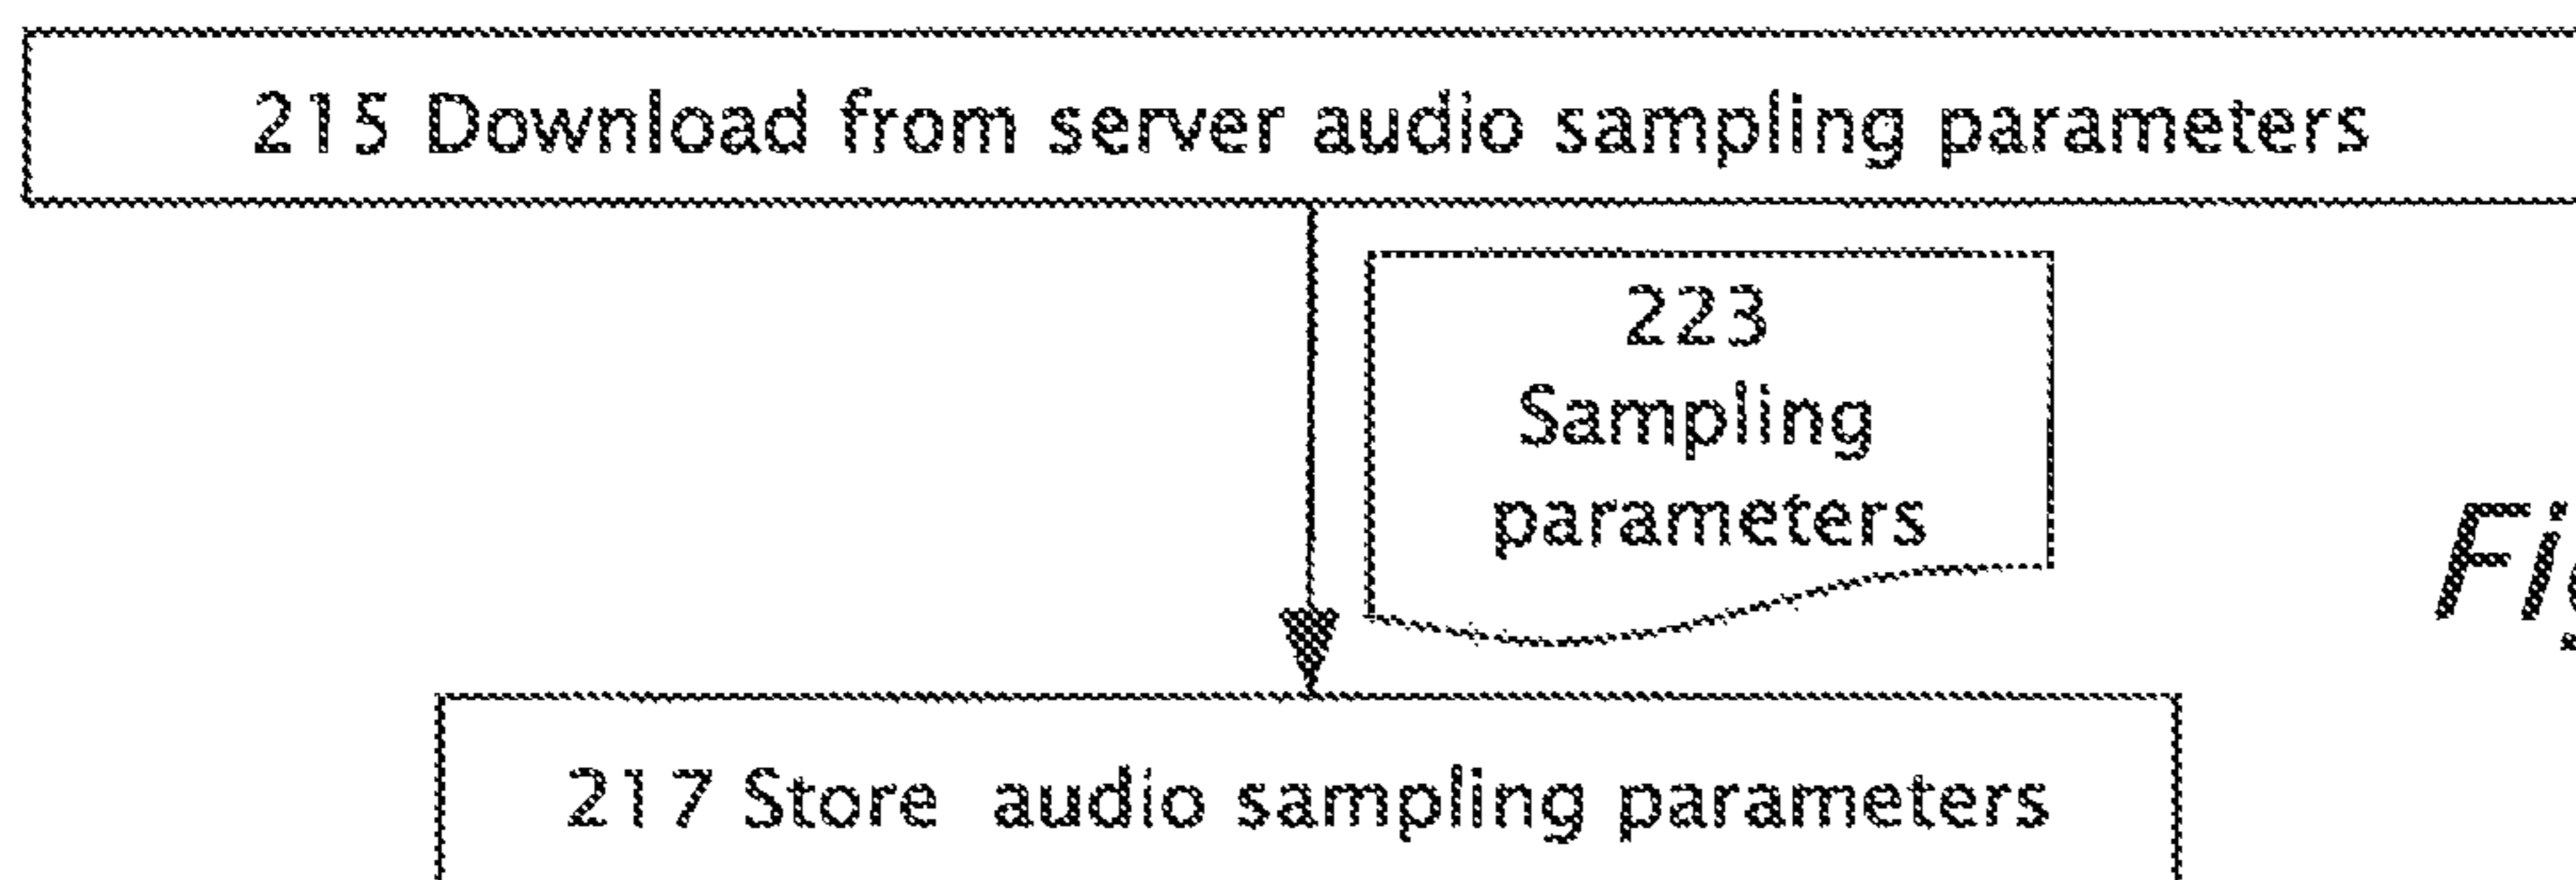 215 Download from server audio sampling parameters
223
Sampling
parameters
217 Store audio sampling parameters